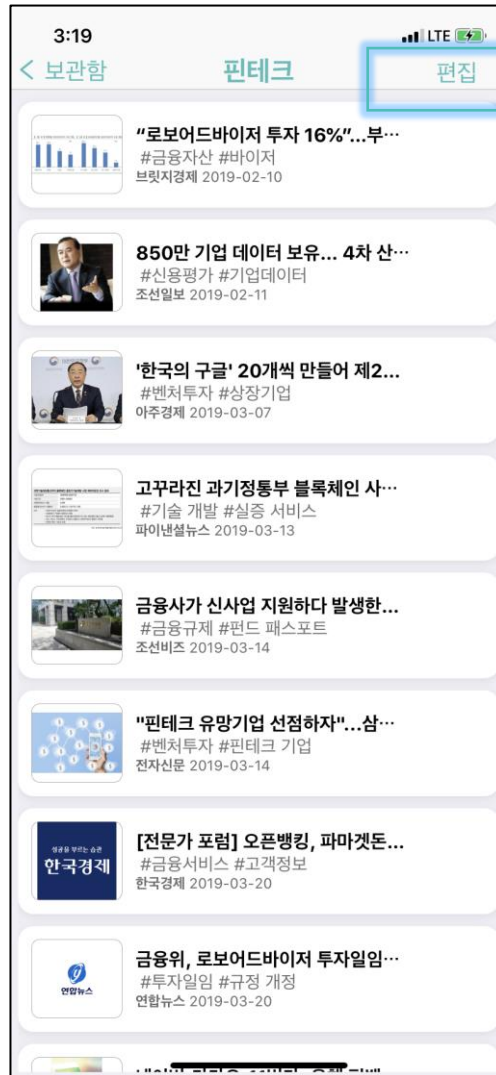 3:19
LTE
< 보관함
핀테크
편집
“로보어드바이저 투자 16%”...부…
#금융자산 #바이저
브릿지경제 2019-02-10
850만 기업 데이터 보유... 4차 산…
#신용평가 #기업데이터
조선일보 2019-02-11
'한국의 구글' 20개씩 만들어 제2...
#벤처투자 #상장기업
아주경제 2019-03-07
고꾸라진 과기정통부 블록체인 사…
#기술 개발 #실증 서비스
파이낸셜뉴스 2019-03-13
금융사가 신사업 지원하다 발생한...
#금융규제 #펀드 패스포트
조선비즈 2019-03-14
"핀테크 유망기업 선점하자"...삼…
#벤처투자 #핀테크 기업
전자신문 2019-03-14
성공을 부르는 습관
한국경제
[전문가 포럼] 오픈뱅킹, 파마겟돈...
#금융서비스 #고객정보
한국경제 2019-03-20
연합뉴스
금융위, 로보어드바이저 투자일임…
#투자일임 #규정 개정
연합뉴스 2019-03-20